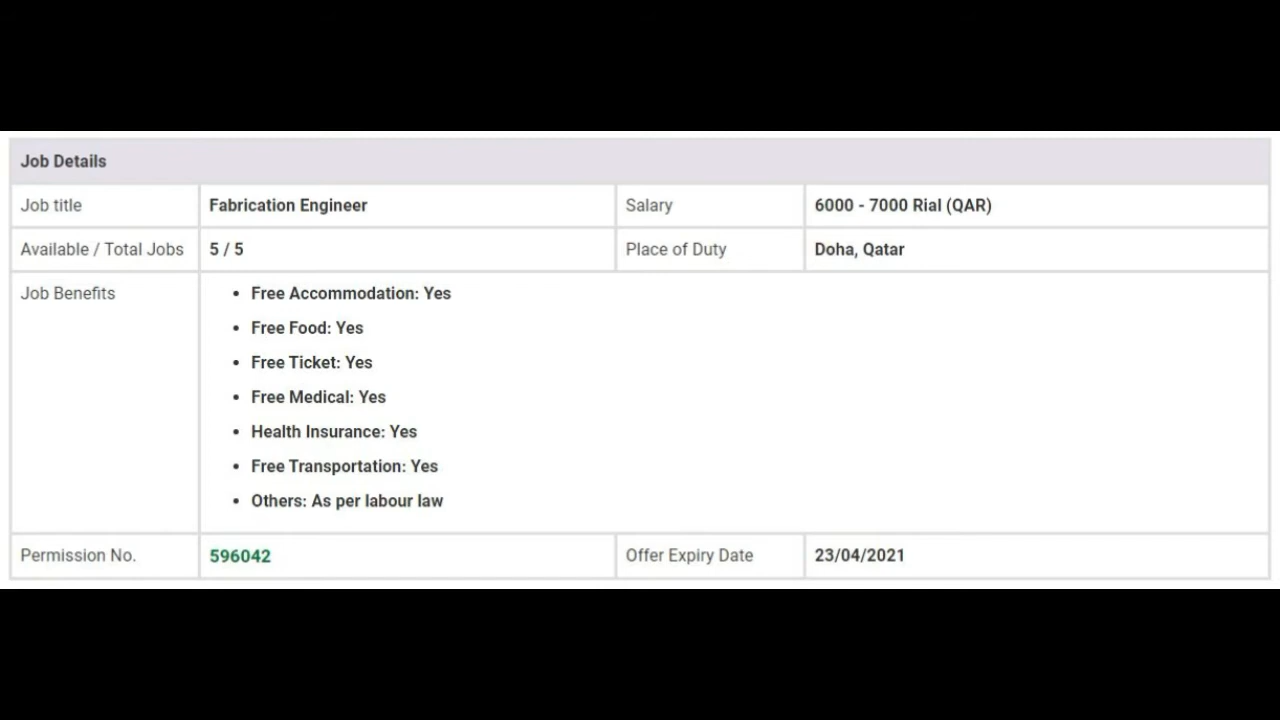 Job Details
Job title Fabrication Engineer Salary 6000 - 7000 Rial (QAR)
Available / Total Jobs 5 / 5 Place of Duty Doha, Qatar
Job Benefits
• Free Accommodation: Yes
• Free Food: Yes
• Free Ticket: Yes
• Free Medical: Yes
• Health Insurance: Yes
• Free Transportation: Yes
• Others: As per labour law
Permission No. 596042 Offer Expiry Date 23/04/2021